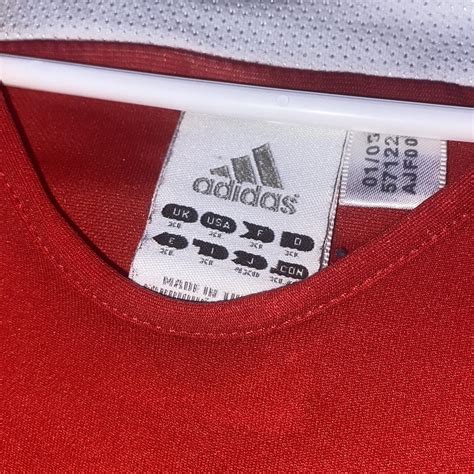 adidas
UK USA F D
E I J CON
MADE IN
01/03
57122
AJF00